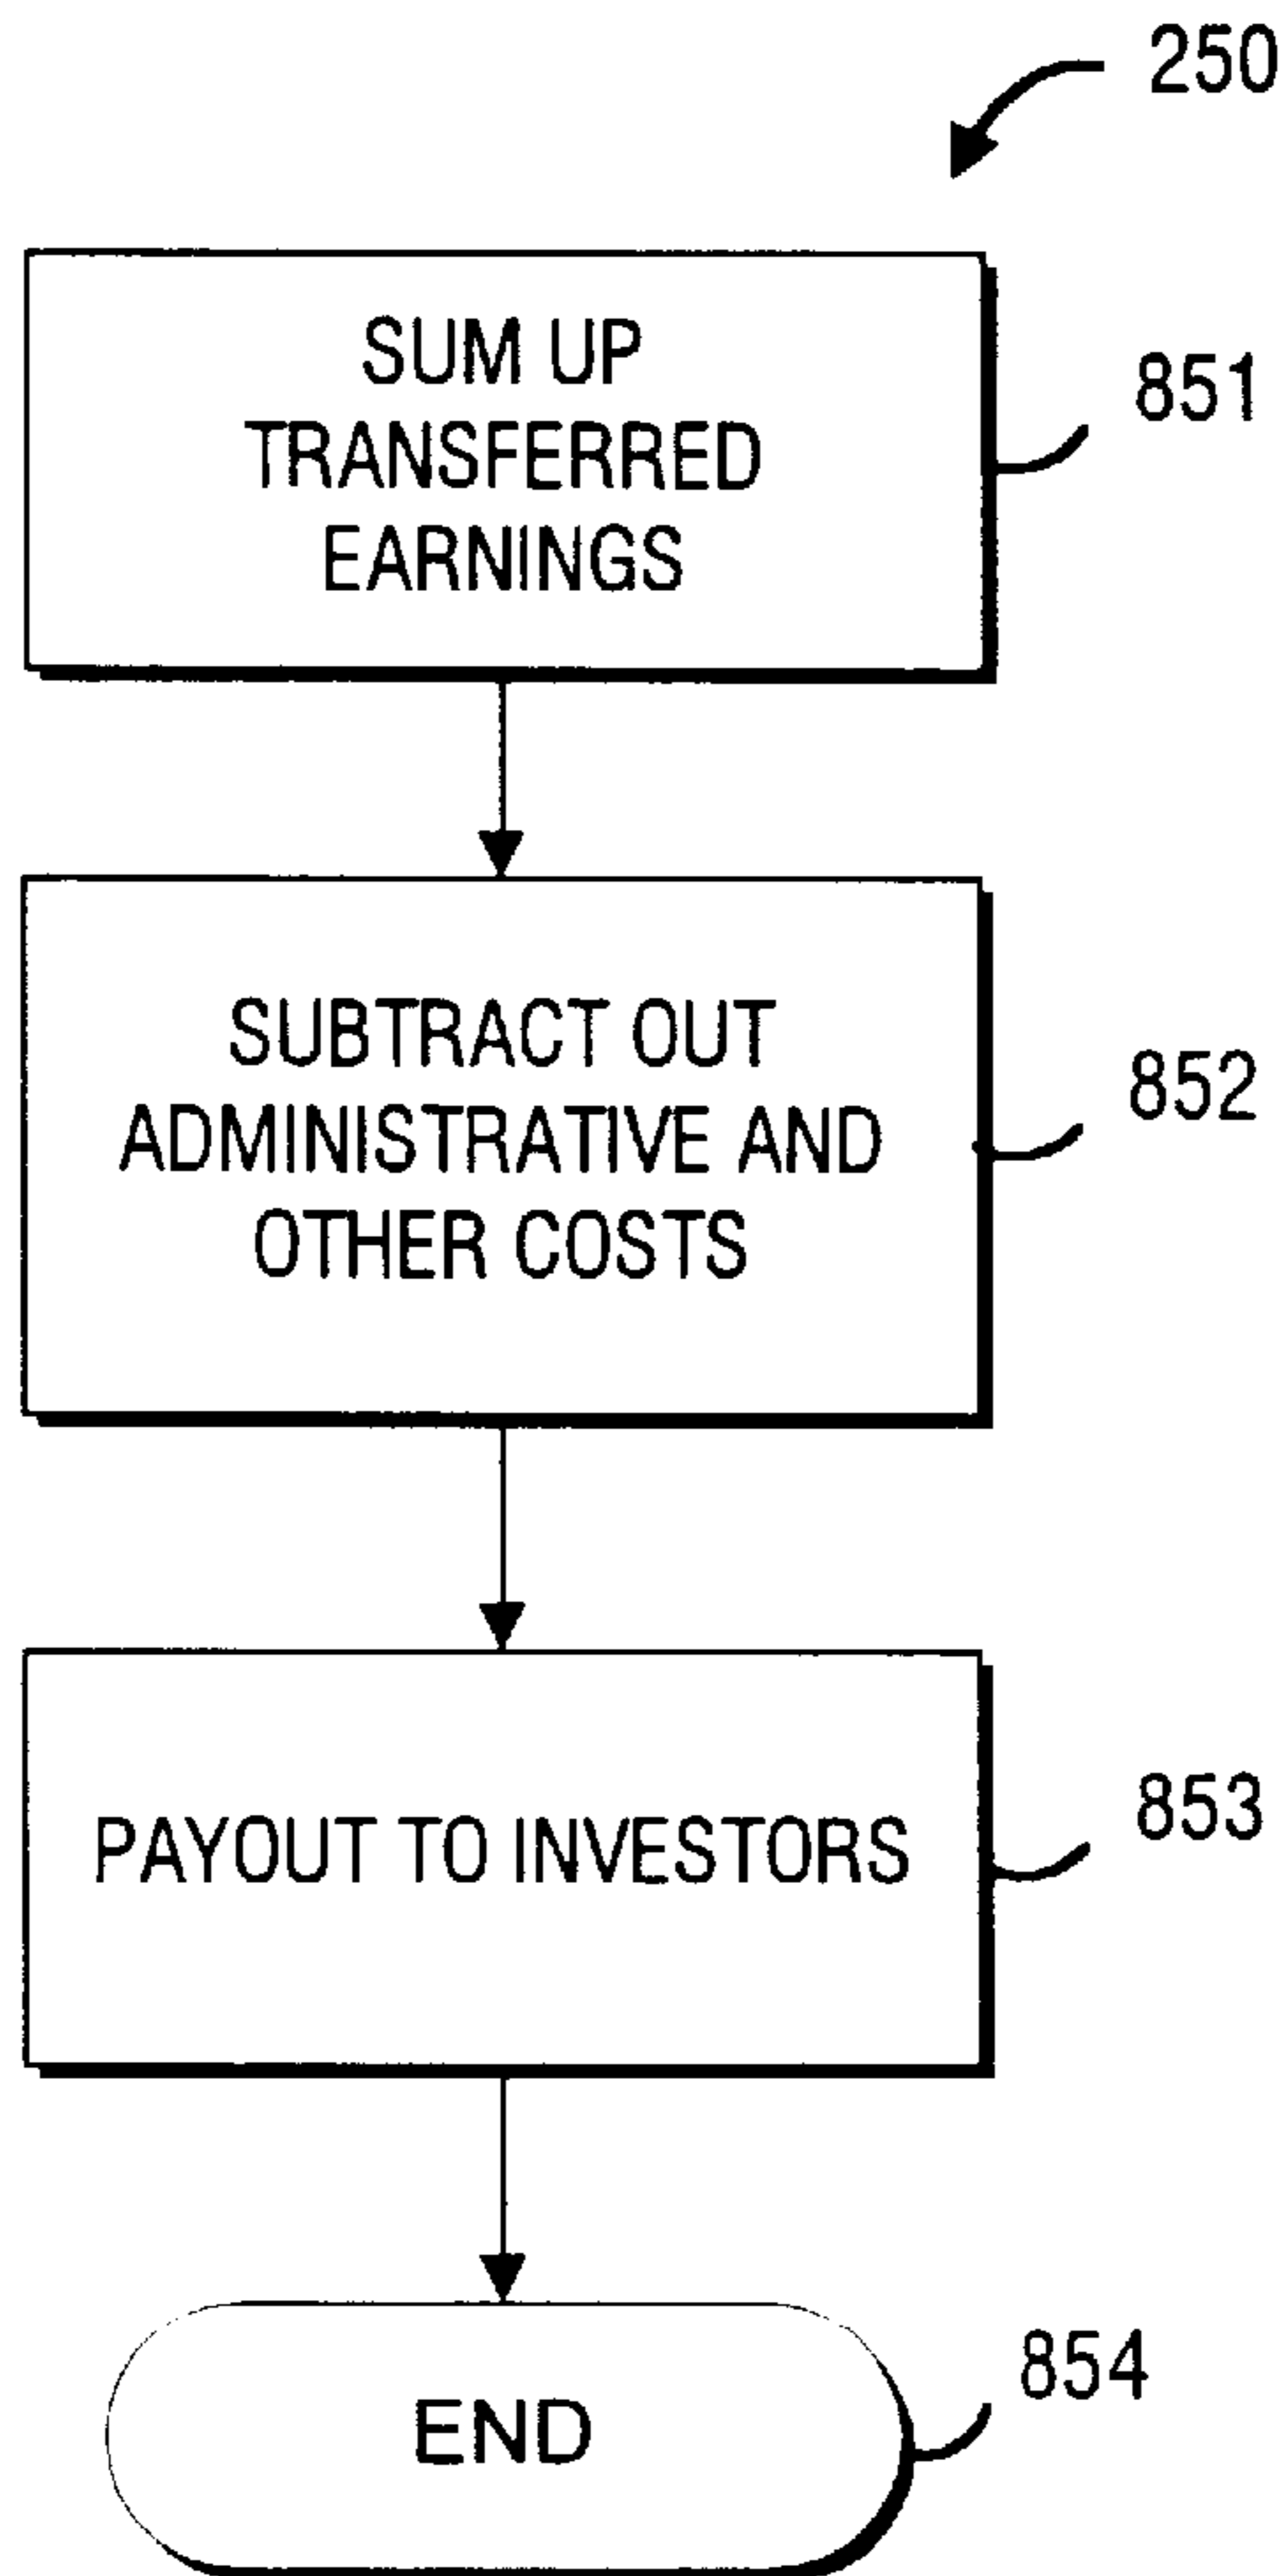 250
SUM UP
TRANSFERRED
EARNINGS
851
SUBTRACT OUT
ADMINISTRATIVE AND
OTHER COSTS
852
PAYOUT TO INVESTORS
853
END
854